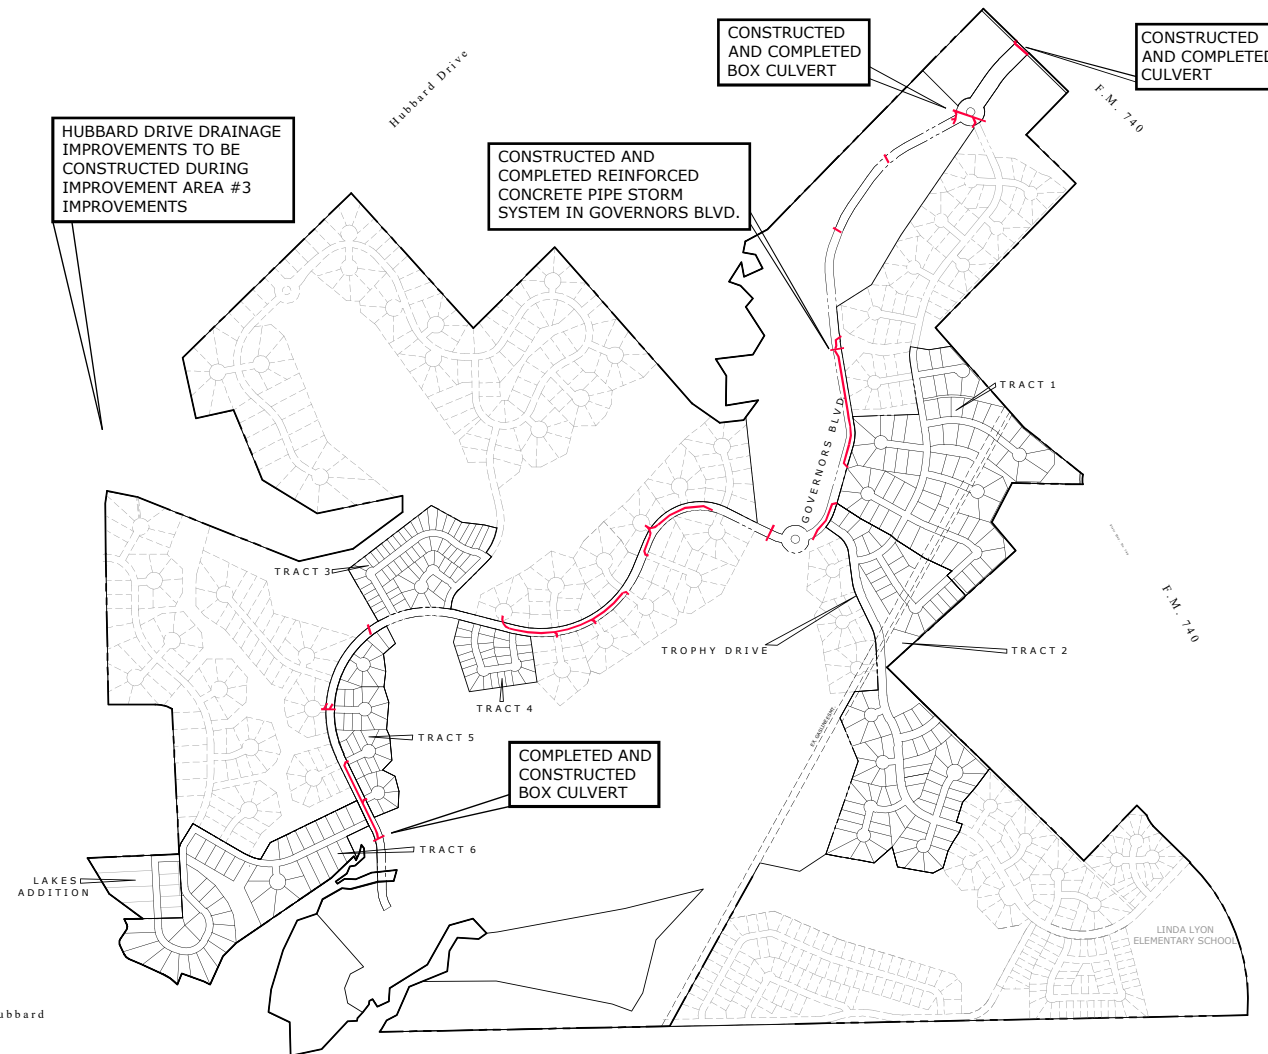 CONSTRUCTED
AND COMPLETED
BOX CULVERT
CONSTRUCTED
AND COMPLETED
CULVERT
Hubbard Drive
F.M. 740
HUBBARD DRIVE DRAINAGE
IMPROVEMENTS TO BE
CONSTRUCTED DURING
IMPROVEMENT AREA #3
IMPROVEMENTS
CONSTRUCTED AND
COMPLETED REINFORCED
CONCRETE PIPE STORM
SYSTEM IN GOVERNORS BLVD.
TRACT 1
GOVERNORS BLVD
TRACT 3
F.M. 740
TROPHY DRIVE
TRACT 2
TRACT 4
TRACT 5
COMPLETED AND
CONSTRUCTED
BOX CULVERT
TRACT 6
LAKES
ADDITION
LINDA LYON
ELEMENTARY SCHOOL
ubbard